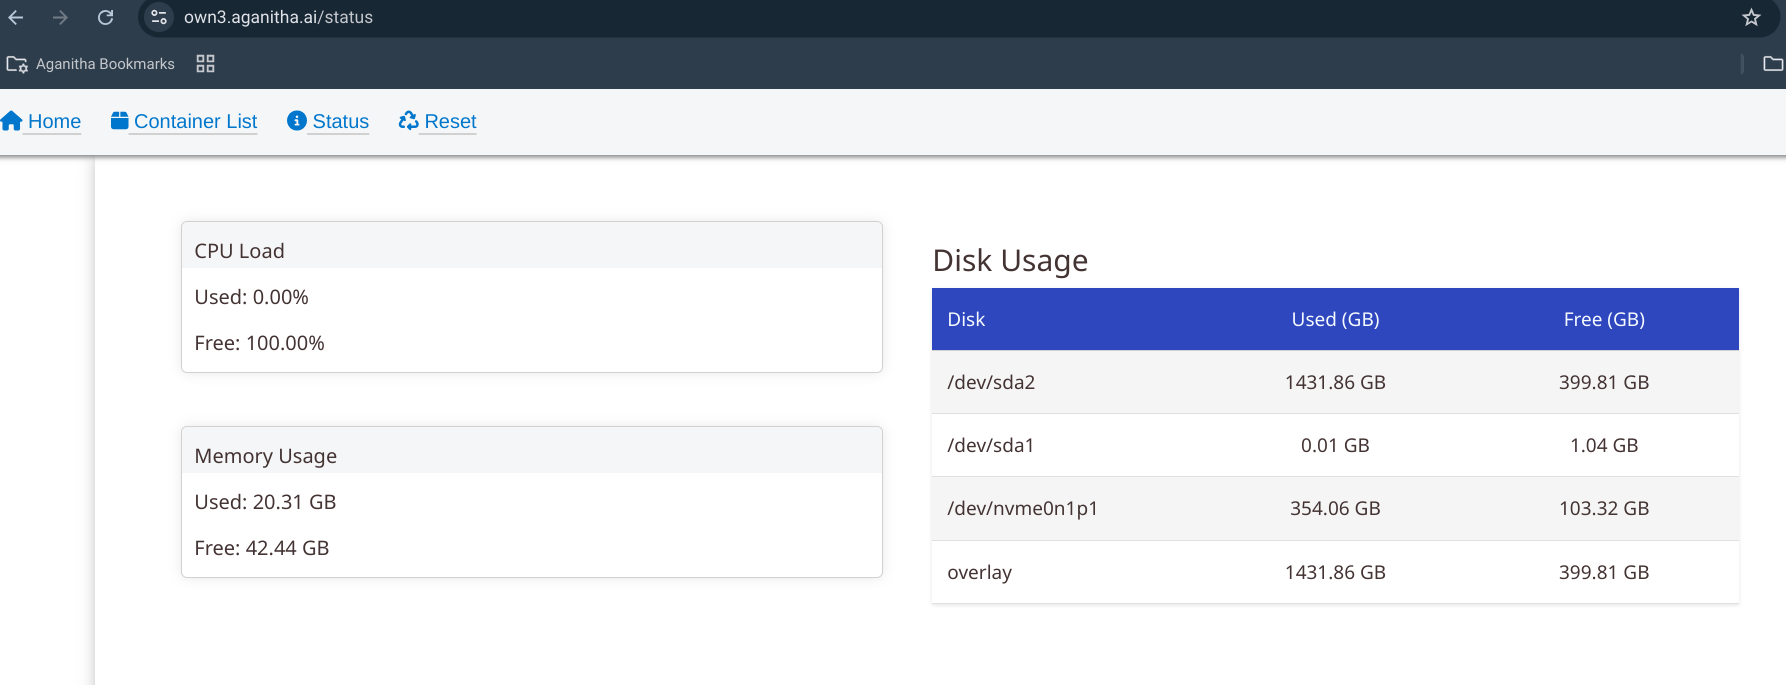 own3.aganitha.ai/status
Aganitha Bookmarks
Home Container List Status Reset
CPU Load
Used: 0.00%
Free: 100.00%
Memory Usage
Used: 20.31 GB
Free: 42.44 GB
Disk Usage
Disk Used (GB) Free (GB)
/dev/sda2 1431.86 GB 399.81 GB
/dev/sda1 0.01 GB 1.04 GB
/dev/nvme0n1p1 354.06 GB 103.32 GB
overlay 1431.86 GB 399.81 GB